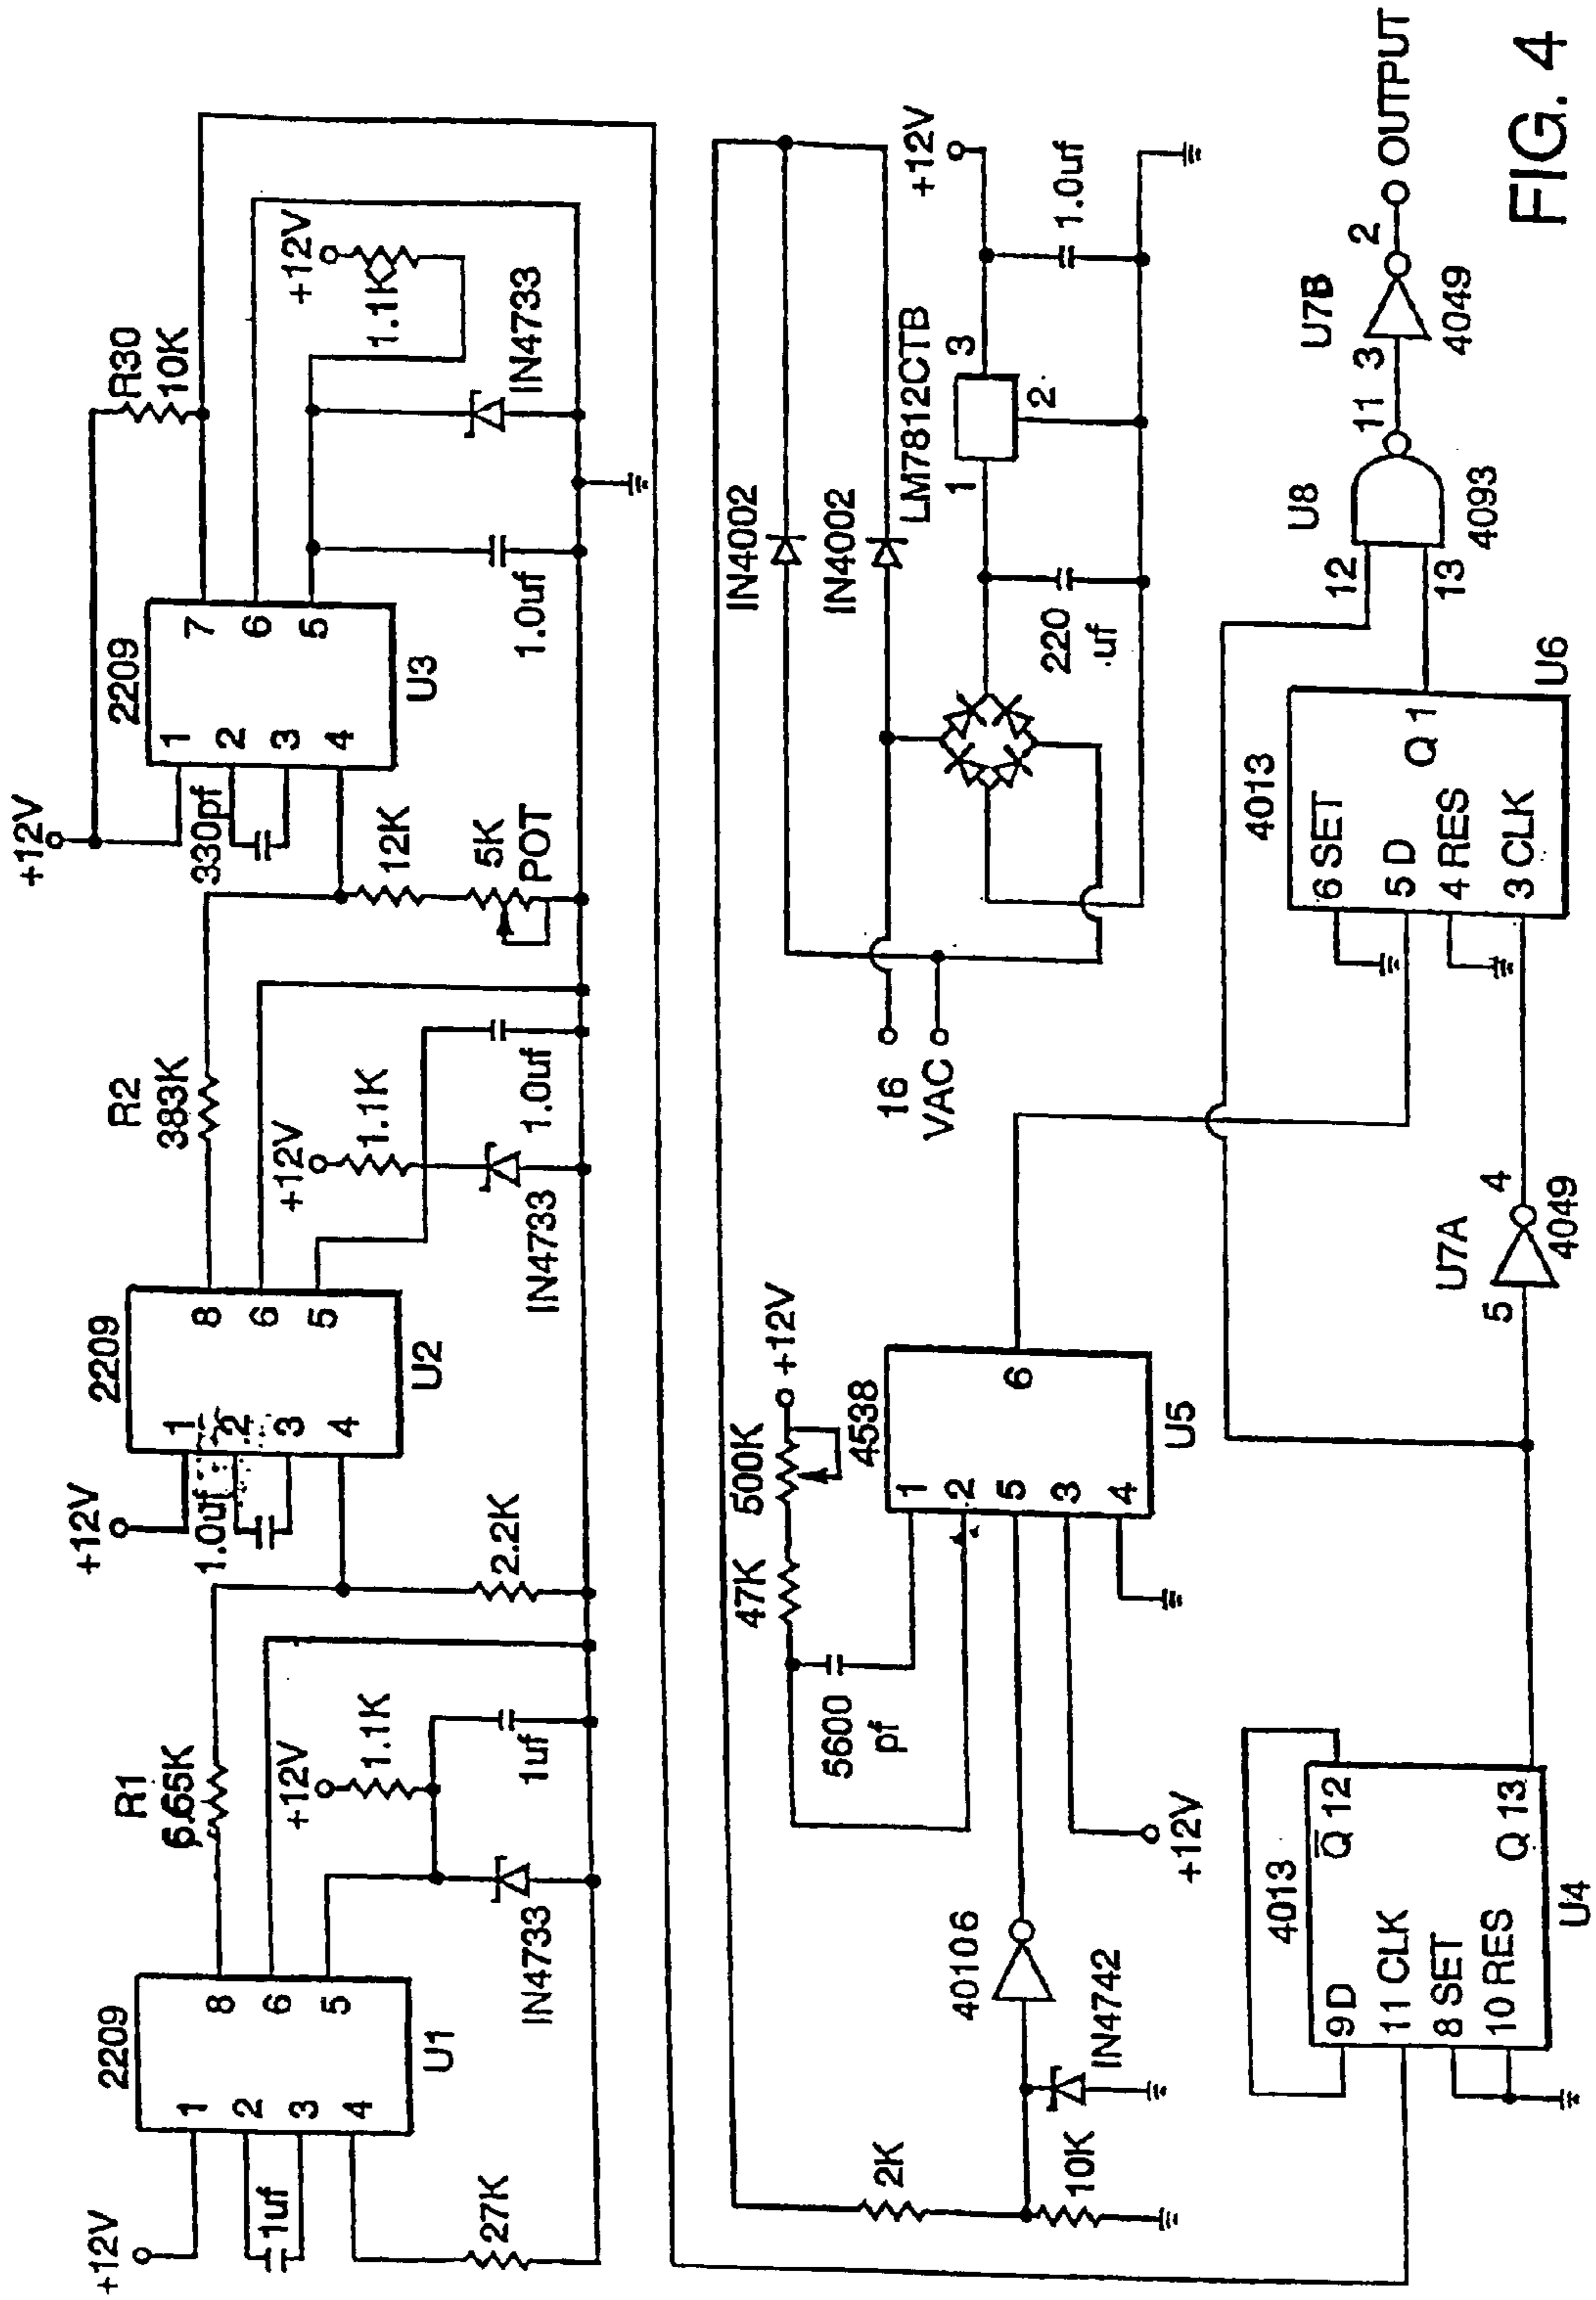 +12V
2209
1
2
3
4
8
6
5
U1
1uf
27K
R1
+12V
1.1K
1uf
IN4733
+12V
2209
1
2
3
4
8
6
5
U2
1.0uf
2.2K
R2
383K
+12V
1.1K
1.0uf
IN4733
+12V
2209
1
2
3
4
7
6
5
U3
330pf
12K
5K
POT
R30
10K
+12V
1.1K
IN4733
1.0uf
2K
10K
IN4742
40106
5600
pf
47K
500K
+12V
4538
1
2
5
3
4
6
U5
+12V
16
VAC
IN4002
IN4002
LM7812CTB
1
2
3
220
uf
+12V
1.0uf
4013
9 D
11 CLK
8 SET
10 RES
Q̅ 12
Q 13
U4
U7A
5
4
4049
4013
6 SET
5 D
4 RES
3 CLK
Q 1
U6
U8
12
13
11
4093
U7B
3
2
4049
OUTPUT
FIG. 4